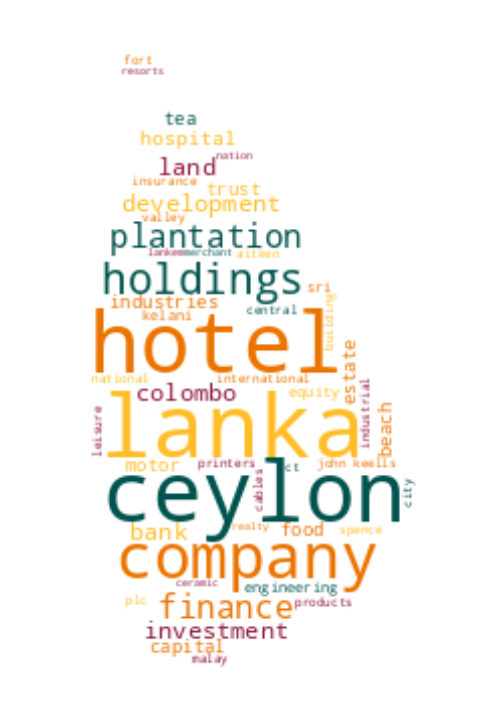 fort
resorts
tea
hospital
nation
land
insurance
trust
development
valley
plantation
lankem
merchant
aitken
holdings
sri
industries
central
kelani
building
hotel
estate
national
international
colombo
equity
industrial
lanka
leisure
beach
motor
printers
ct
john keells
ceylon
cables
city
bank
realty
food
spence
company
ceramic
engineering
plc
finance
products
investment
capital
malay